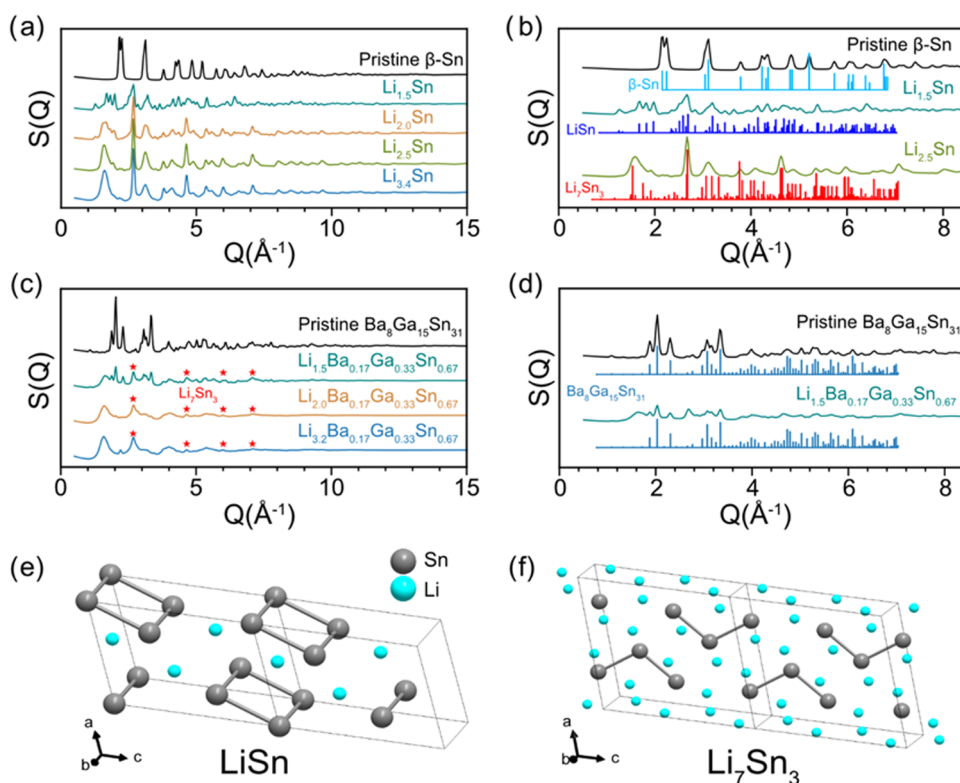 (a)
Pristine β-Sn
Li1.5Sn
Li2.0Sn
Li2.5Sn
Li3.4Sn
S(Q)
0 5 10 15
Q(Å-1)
(b)
Pristine β-Sn
β-Sn
Li1.5Sn
LiSn
Li2.5Sn
Li7Sn3
S(Q)
2 4 6 8
Q(Å-1)
(c)
Pristine Ba8Ga15Sn31
Li1.5Ba0.17Ga0.33Sn0.67
Li7Sn3
Li2.0Ba0.17Ga0.33Sn0.67
Li3.2Ba0.17Ga0.33Sn0.67
S(Q)
0 5 10 15
Q(Å-1)
(d)
Pristine Ba8Ga15Sn31
Ba8Ga15Sn31
Li1.5Ba0.17Ga0.33Sn0.67
S(Q)
0 2 4 6 8
Q(Å-1)
(e)
Sn
Li
a
b
c
LiSn
(f)
a
b
c
Li7Sn3